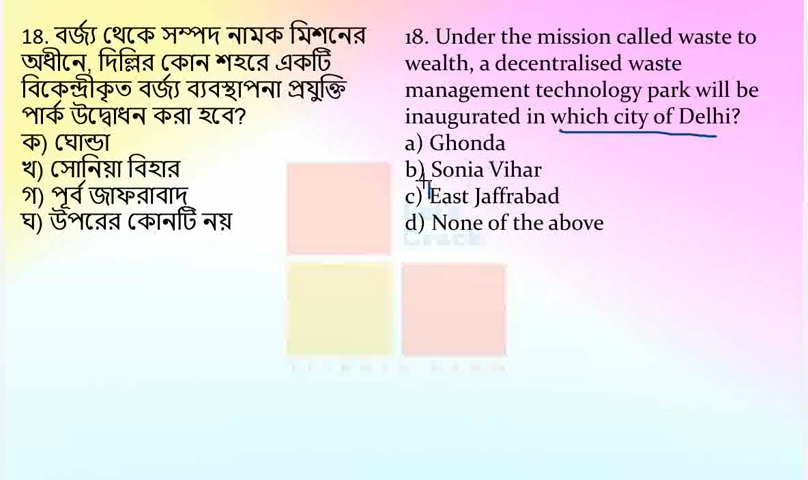 18. বর্জ্য থেকে সম্পদ নামক মিশনের
অধীনে, দিল্লির কোন শহরে একটি
বিকেন্দ্রীকৃত বর্জ্য ব্যবস্থাপনা প্রযুক্তি
পার্ক উদ্বোধন করা হবে?
ক) ঘোন্ডা
খ) সোনিয়া বিহার
গ) পূর্ব জাফরাবাদ
ঘ) উপরের কোনটি নয়
18. Under the mission called waste to
wealth, a decentralised waste
management technology park will be
inaugurated in which city of Delhi?
a) Ghonda
b) Sonia Vihar
c) East Jaffrabad
d) None of the above